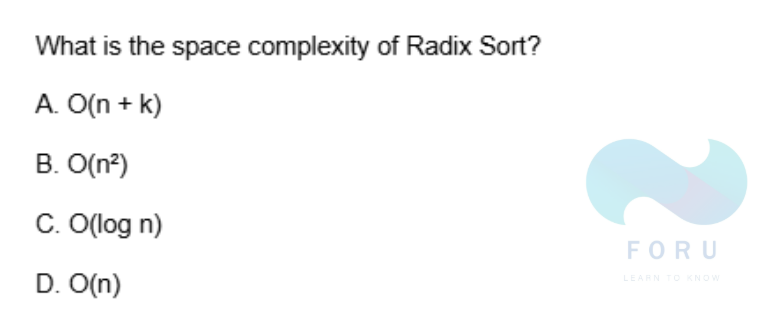 What is the space complexity of Radix Sort?
A. O(n + k)
B. O(n²)
C. O(log n)
D. O(n)
FORU
LEARN TO KNOW